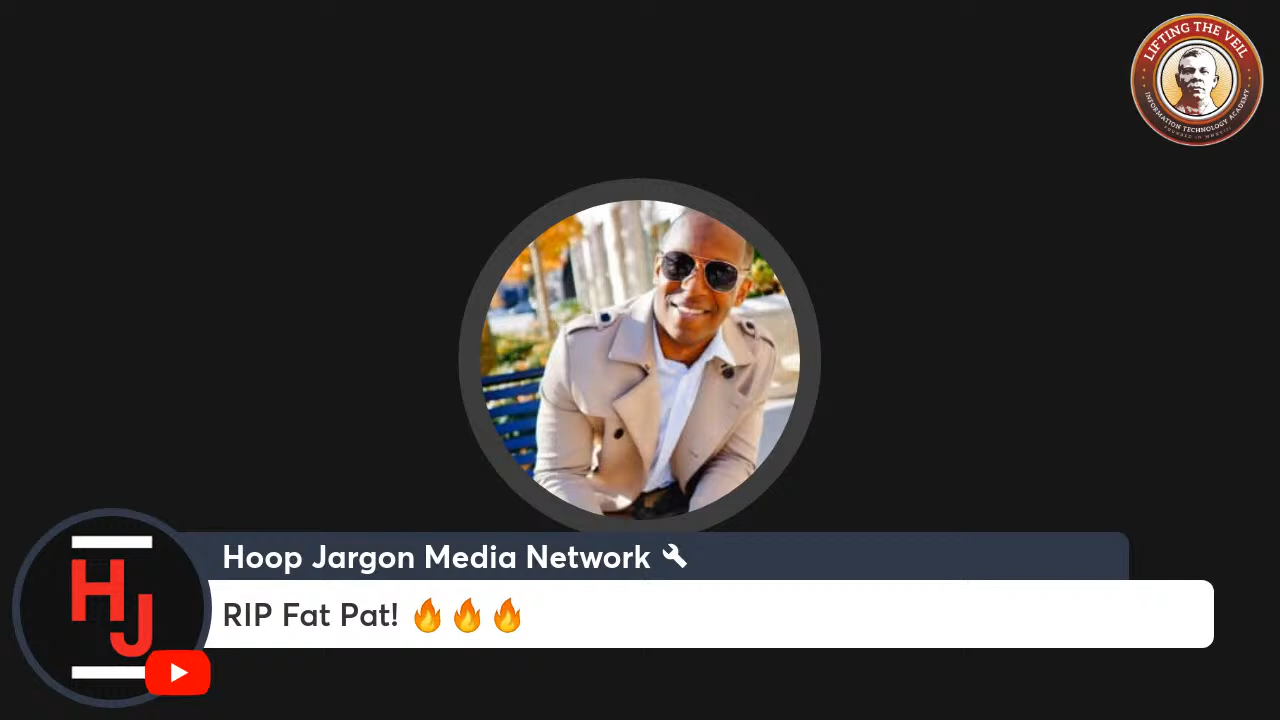 LIFTING THE VEIL
INFORMATION TECHNOLOGY ACADEMY
HJ
Hoop Jargon Media Network
RIP Fat Pat! 🔥🔥🔥